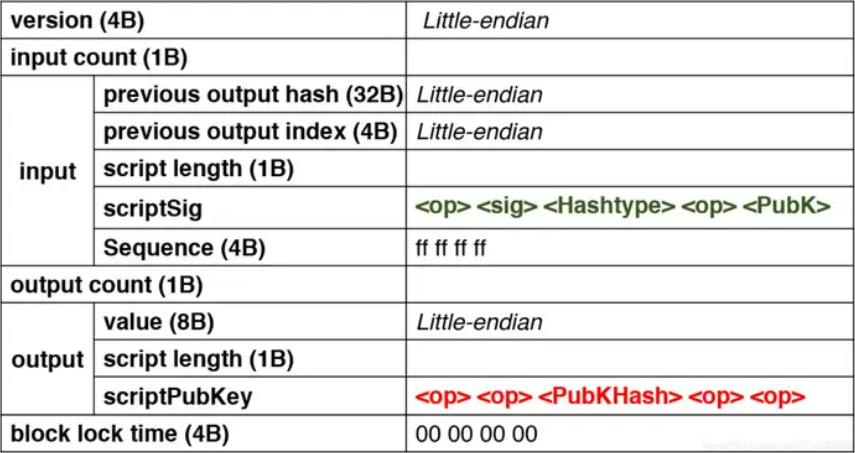 version (4B) Little-endian
input count (1B)
previous output hash (32B) Little-endian
previous output index (4B) Little-endian
input
script length (1B)
scriptSig <op> <sig> <Hashtype> <op> <PubK>
Sequence (4B) ff ff ff ff
output count (1B)
value (8B) Little-endian
output
script length (1B)
scriptPubKey <op> <op> <PubKHash> <op> <op>
block lock time (4B) 00 00 00 00